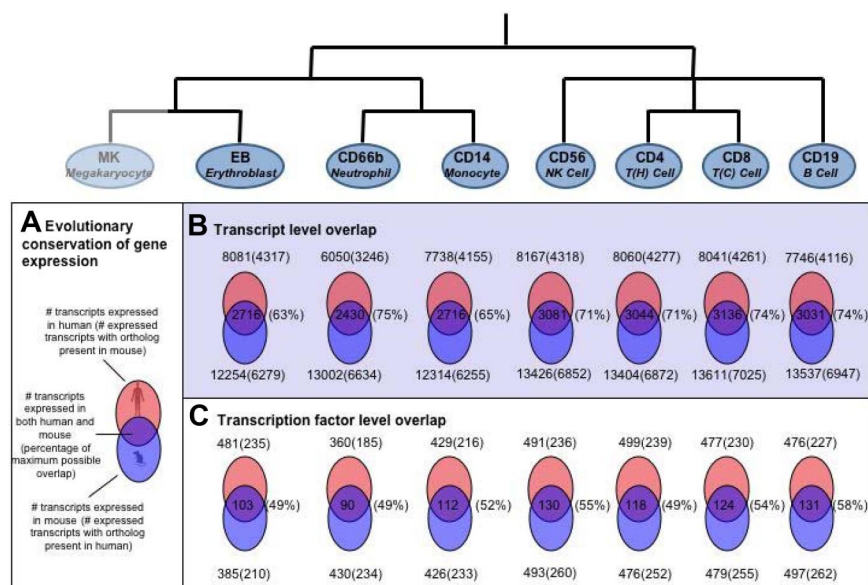 MK
Megakaryocyte
EB
Erythroblast
CD66b
Neutrophil
CD14
Monocyte
CD56
NK Cell
CD4
T(H) Cell
CD8
T(C) Cell
CD19
B Cell
A Evolutionary
conservation of gene
expression
# transcripts expressed
in human (# expressed
transcripts with ortholog
present in mouse)
# transcripts
expressed in
both human and
mouse
(percentage of
maximum possible
overlap)
# transcripts expressed
in mouse (# expressed
transcripts with ortholog
present in human)
B Transcript level overlap
8081(4317) 6050(3246) 7738(4155) 8167(4318) 8060(4277) 8041(4261) 7746(4116)
2716 (63%) 2430 (75%) 2716 (65%) 3081 (71%) 3044 (71%) 3136 (74%) 3031 (74%)
12254(6279) 13002(6634) 12314(6255) 13426(6852) 13404(6872) 13611(7025) 13537(6947)
C Transcription factor level overlap
481(235) 360(185) 429(216) 491(236) 499(239) 477(230) 476(227)
103 (49%) 90 (49%) 112 (52%) 130 (55%) 118 (49%) 124 (54%) 131 (58%)
385(210) 430(234) 426(233) 493(260) 476(252) 479(255) 497(262)